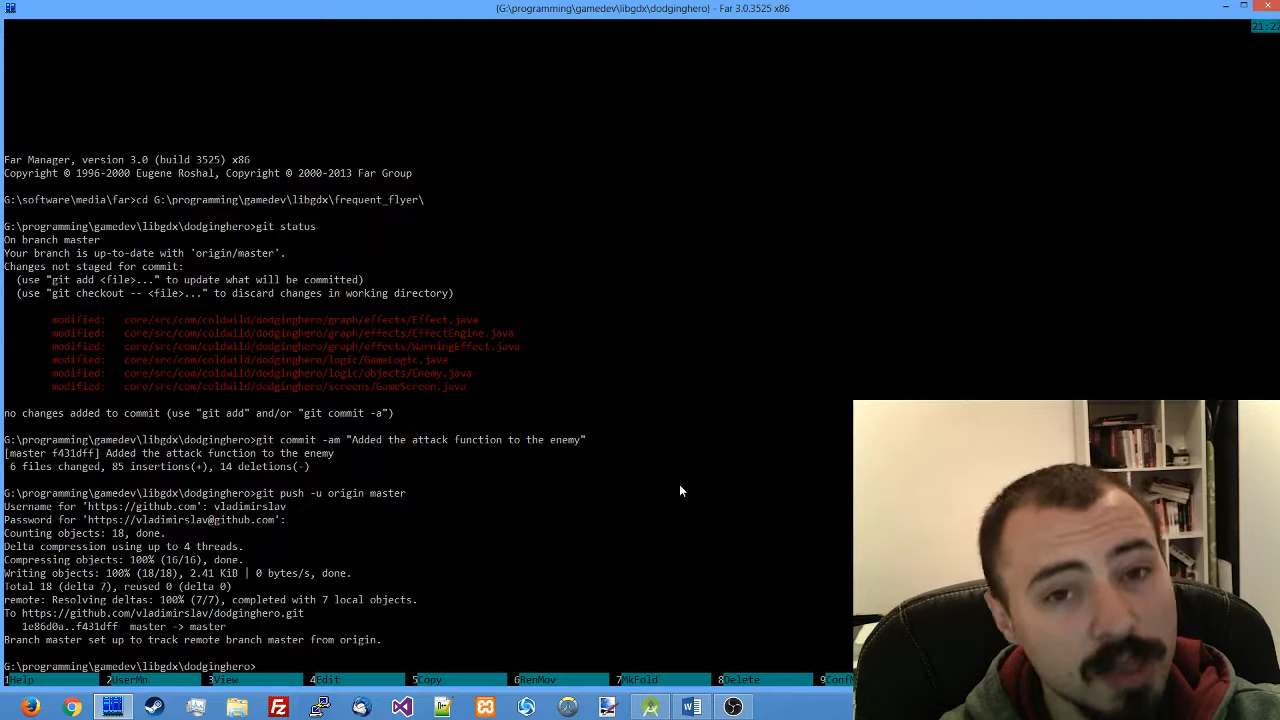 {G:\programming\gamedev\libgdx\dodginghero} - Far 3.0.3525 x86
Far Manager, version 3.0 (build 3525) x86
Copyright © 1996-2000 Eugene Roshal, Copyright © 2000-2013 Far Group
G:\software\media\far>cd G:\programming\gamedev\libgdx\frequent_flyer\
G:\programming\gamedev\libgdx\dodginghero>git status
On branch master
Your branch is up-to-date with 'origin/master'.
Changes not staged for commit:
(use "git add <file>..." to update what will be committed)
(use "git checkout -- <file>..." to discard changes in working directory)
modified: core/src/com/coldwild/dodginghero/graph/effects/Effect.java
modified: core/src/com/coldwild/dodginghero/graph/effects/EffectEngine.java
modified: core/src/com/coldwild/dodginghero/graph/effects/WarningEffect.java
modified: core/src/com/coldwild/dodginghero/logic/GameLogic.java
modified: core/src/com/coldwild/dodginghero/logic/objects/Enemy.java
modified: core/src/com/coldwild/dodginghero/screens/GameScreen.java
no changes added to commit (use "git add" and/or "git commit -a")
G:\programming\gamedev\libgdx\dodginghero>git commit -am "Added the attack function to the enemy"
[master f431dff] Added the attack function to the enemy
6 files changed, 85 insertions(+), 14 deletions(-)
G:\programming\gamedev\libgdx\dodginghero>git push -u origin master
Username for 'https://github.com': vladimirslav
Password for 'https://vladimirslav@github.com':
Counting objects: 18, done.
Delta compression using up to 4 threads.
Compressing objects: 100% (16/16), done.
Writing objects: 100% (18/18), 2.41 KiB | 0 bytes/s, done.
Total 18 (delta 7), reused 0 (delta 0)
remote: Resolving deltas: 100% (7/7), completed with 7 local objects.
To https://github.com/vladimirslav/dodginghero.git
1e86d0a..f431dff master -> master
Branch master set up to track remote branch master from origin.
G:\programming\gamedev\libgdx\dodginghero>
1Help 2UserMn 3View 4Edit 5Copy 6RenMov 7MkFold 8Delete 9ConfM